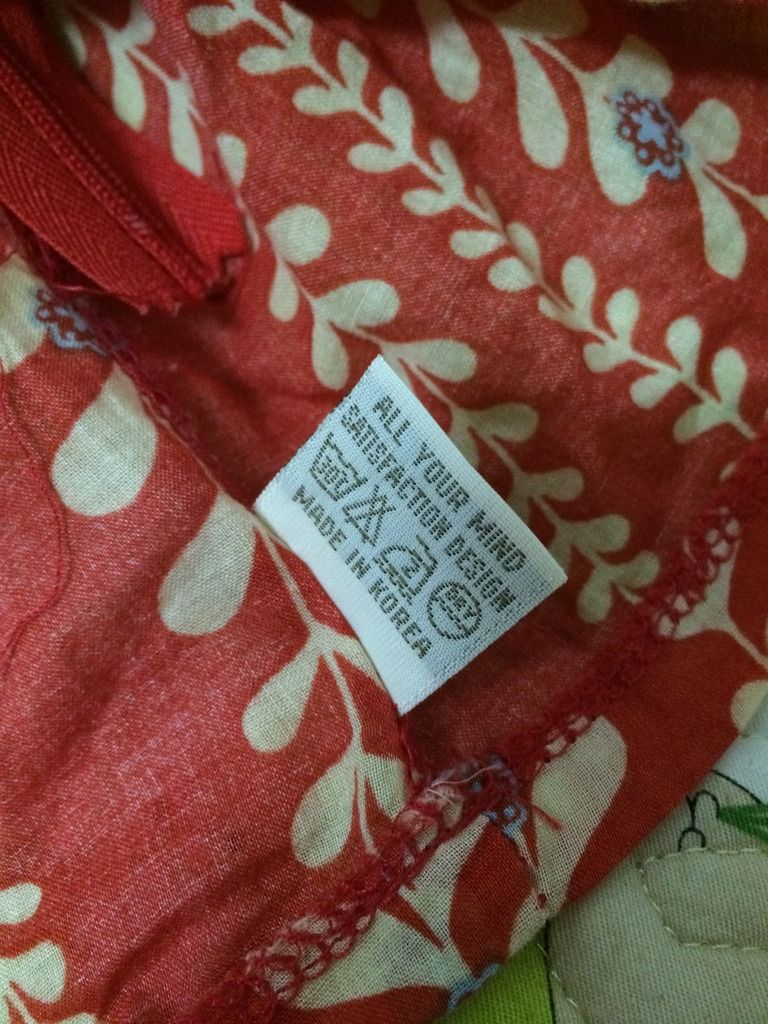 ALL YOUR MIND
SATISFACTION DESIGN
MADE IN KOREA